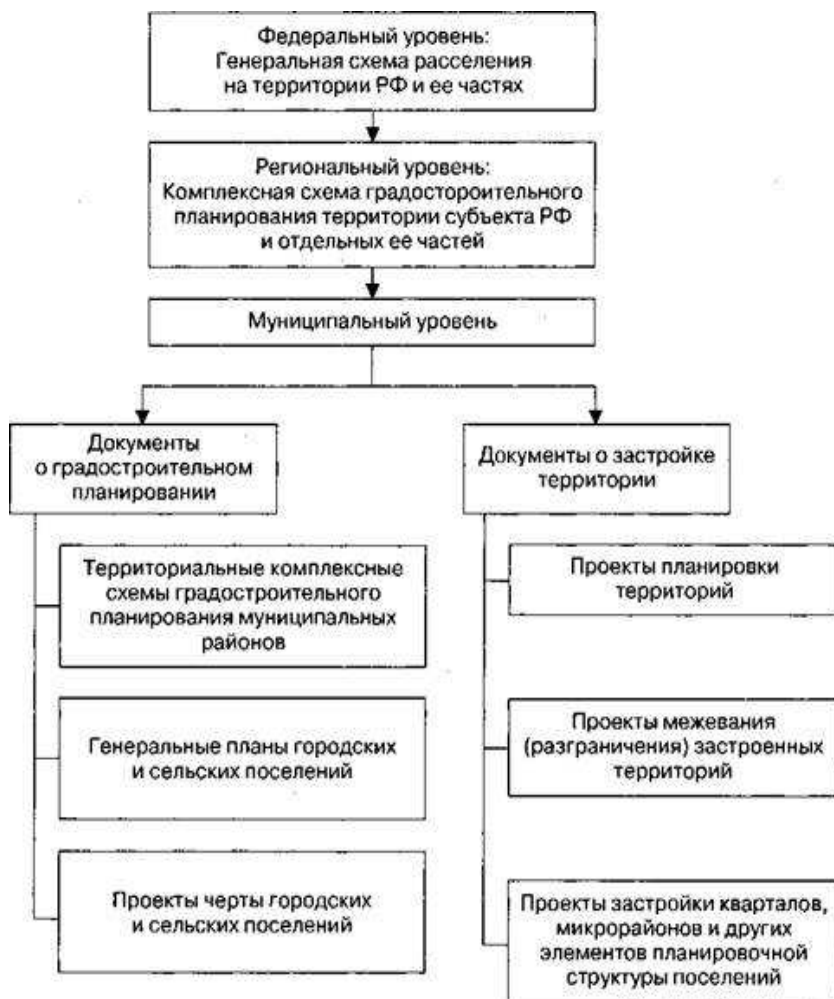 Федеральный уровень:
Генеральная схема расселения
на территории РФ и ее частях
Региональный уровень:
Комплексная схема градостороительного
планирования территории субъекта РФ
и отдельных ее частей
Муниципальный уровень
Документы
о градостроительном
планировании
Территориальные комплексные
схемы градостроительного
планирования муниципальных
районов
Генеральные планы городских
и сельских поселений
Проекты черты городских
и сельских поселений
Документы о застройке
территории
Проекты планировки
территорий
Проекты межевания
(разграничения) застроенных
территорий
Проекты застройки кварталов,
микрорайонов и других
элементов планировочной
структуры поселений